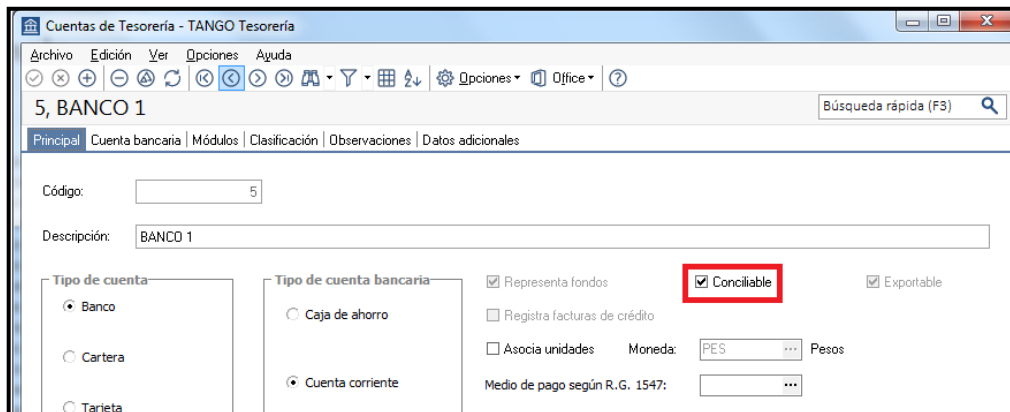 Cuentas de Tesorería - TANGO Tesorería
Archivo Edición Ver Opciones Ayuda
Opciones Office
5, BANCO 1
Búsqueda rápida (F3)
Principal Cuenta bancaria Módulos Clasificación Observaciones Datos adicionales
Código: 5
Descripción: BANCO 1
Tipo de cuenta Tipo de cuenta bancaria Representa fondos Conciliable Exportable
Banco Caja de ahorro Registra facturas de crédito
Asocia unidades Moneda: PES ... Pesos
Cartera
Cuenta corriente Medio de pago según R.G. 1547: ...
Tarjeta